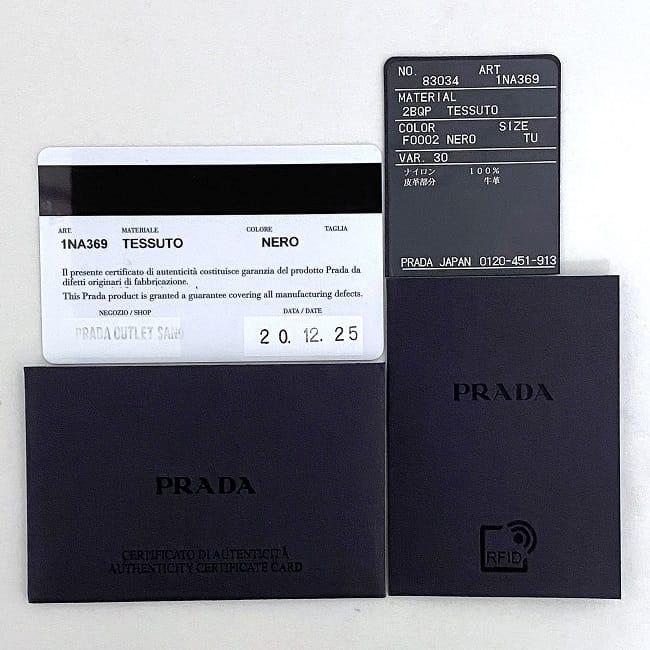 NO. 83034 ART 1NA369
MATERIAL
2BQP TESSUTO
COLOR SIZE
F0002 NERO TU
VAR. 30
ナイロン 100%
皮革部分 牛革
PRADA JAPAN 0120-451-913
ART. MATERIALE COLORE TAGLIA
1NA369 TESSUTO NERO
Il presente certificato di autenticità costituisce garanzia del prodotto Prada da
difetti originari di fabbricazione.
This Prada product is granted a guarantee covering all manufacturing defects.
NEGOZIO / SHOP DATA / DATE
PRADA OUTLET SANO 20. 12. 25
PRADA
RFID
PRADA
CERTIFICATO DI AUTENTICITÀ
AUTHENTICITY CERTIFICATE CARD